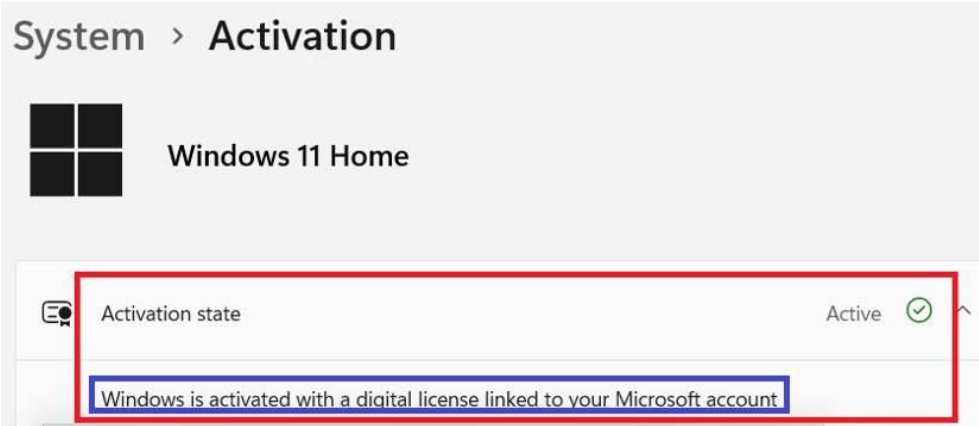 System > Activation
Windows 11 Home
Activation state Active
Windows is activated with a digital license linked to your Microsoft account